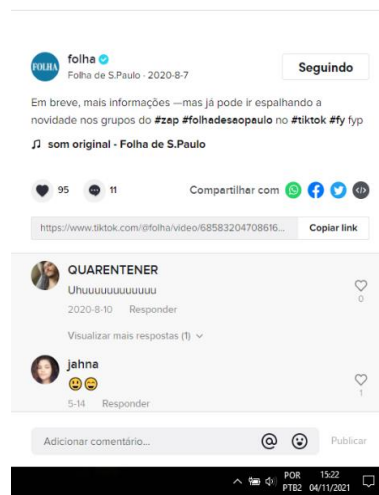 FOLHA
folha
Folha de S.Paulo · 2020-8-7
Seguindo
Em breve, mais informações —mas já pode ir espalhando a
novidade nos grupos do #zap #folhadesaopaulo no #tiktok #fy fyp
♫ som original - Folha de S.Paulo
95
11
Compartilhar com
https://www.tiktok.com/@folha/video/68583204708616...
Copiar link
QUARENTENER
Uhuuuuuuuuuuuu
2020-8-10 Responder
0
Visualizar mais respostas (1)
jahna
😃😄
5-14 Responder
1
Adicionar comentário...
@
Publicar
POR
PTB2
15:22
04/11/2021